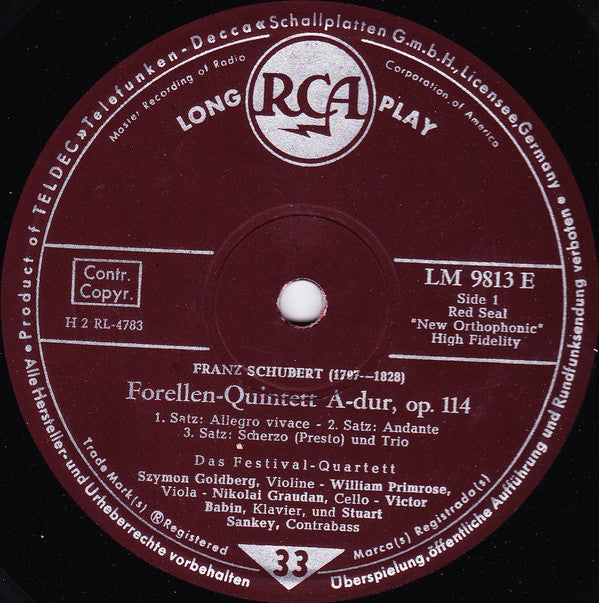 • Product of TELDEC »Telefunken-Decca« Schallplatten G.m.b.H., Licensee, Germany •
Master Recording of Radio Corporation of America
LONG RCA PLAY
Contr.
Copyr.
H 2 RL-4783
LM 9813 E
Side 1
Red Seal
"New Orthophonic"
High Fidelity
FRANZ SCHUBERT (1797--1828)
Forellen-Quintett A-dur, op. 114
1. Satz: Allegro vivace - 2. Satz: Andante
3. Satz: Scherzo (Presto) und Trio
Das Festival-Quartett
Szymon Goldberg, Violine - William Primrose,
Viola - Nikolai Graudan, Cello - Victor
Babin, Klavier, und Stuart
Sankey, Contrabass
Trade Mark(s) ®Registered
Marca(s) Registrada(s)
33
Alle Hersteller- und Urheberrechte vorbehalten
Überspielung, öffentliche Aufführung und Rundfunksendung verboten